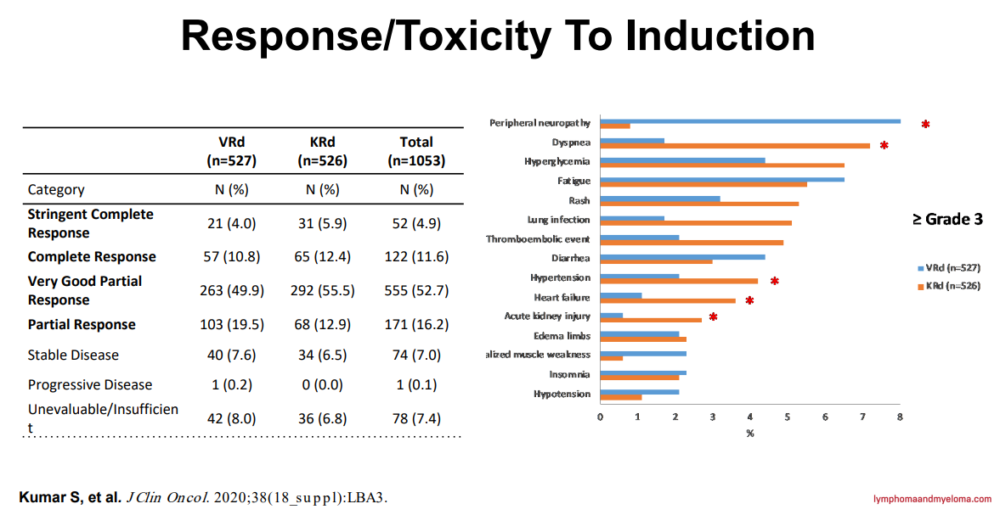 Response/Toxicity To Induction
VRd KRd Total
(n=527) (n=526) (n=1053)
Category N (%) N (%) N (%)
Stringent Complete
Response 21 (4.0) 31 (5.9) 52 (4.9)
Complete Response 57 (10.8) 65 (12.4) 122 (11.6)
Very Good Partial
Response 263 (49.9) 292 (55.5) 555 (52.7)
Partial Response 103 (19.5) 68 (12.9) 171 (16.2)
Stable Disease 40 (7.6) 34 (6.5) 74 (7.0)
Progressive Disease 1 (0.2) 0 (0.0) 1 (0.1)
Unevaluable/Insufficien
t 42 (8.0) 36 (6.8) 78 (7.4)
Peripheral neuropathy *
Dyspnea *
Hyperglycemia
Fatigue
Rash
Lung infection
Thromboembolic event
Diarrhea
Hypertension *
Heart failure *
Acute kidney injury *
Edema limbs
alized muscle weakness
Insomnia
Hypotension
0 1 2 3 4 5 6 7 8
%
≥ Grade 3
VRd (n=527)
KRd (n=526)
Kumar S, et al. J Clin Oncol. 2020;38(18_suppl):LBA3.
lymphomaandmyeloma.com